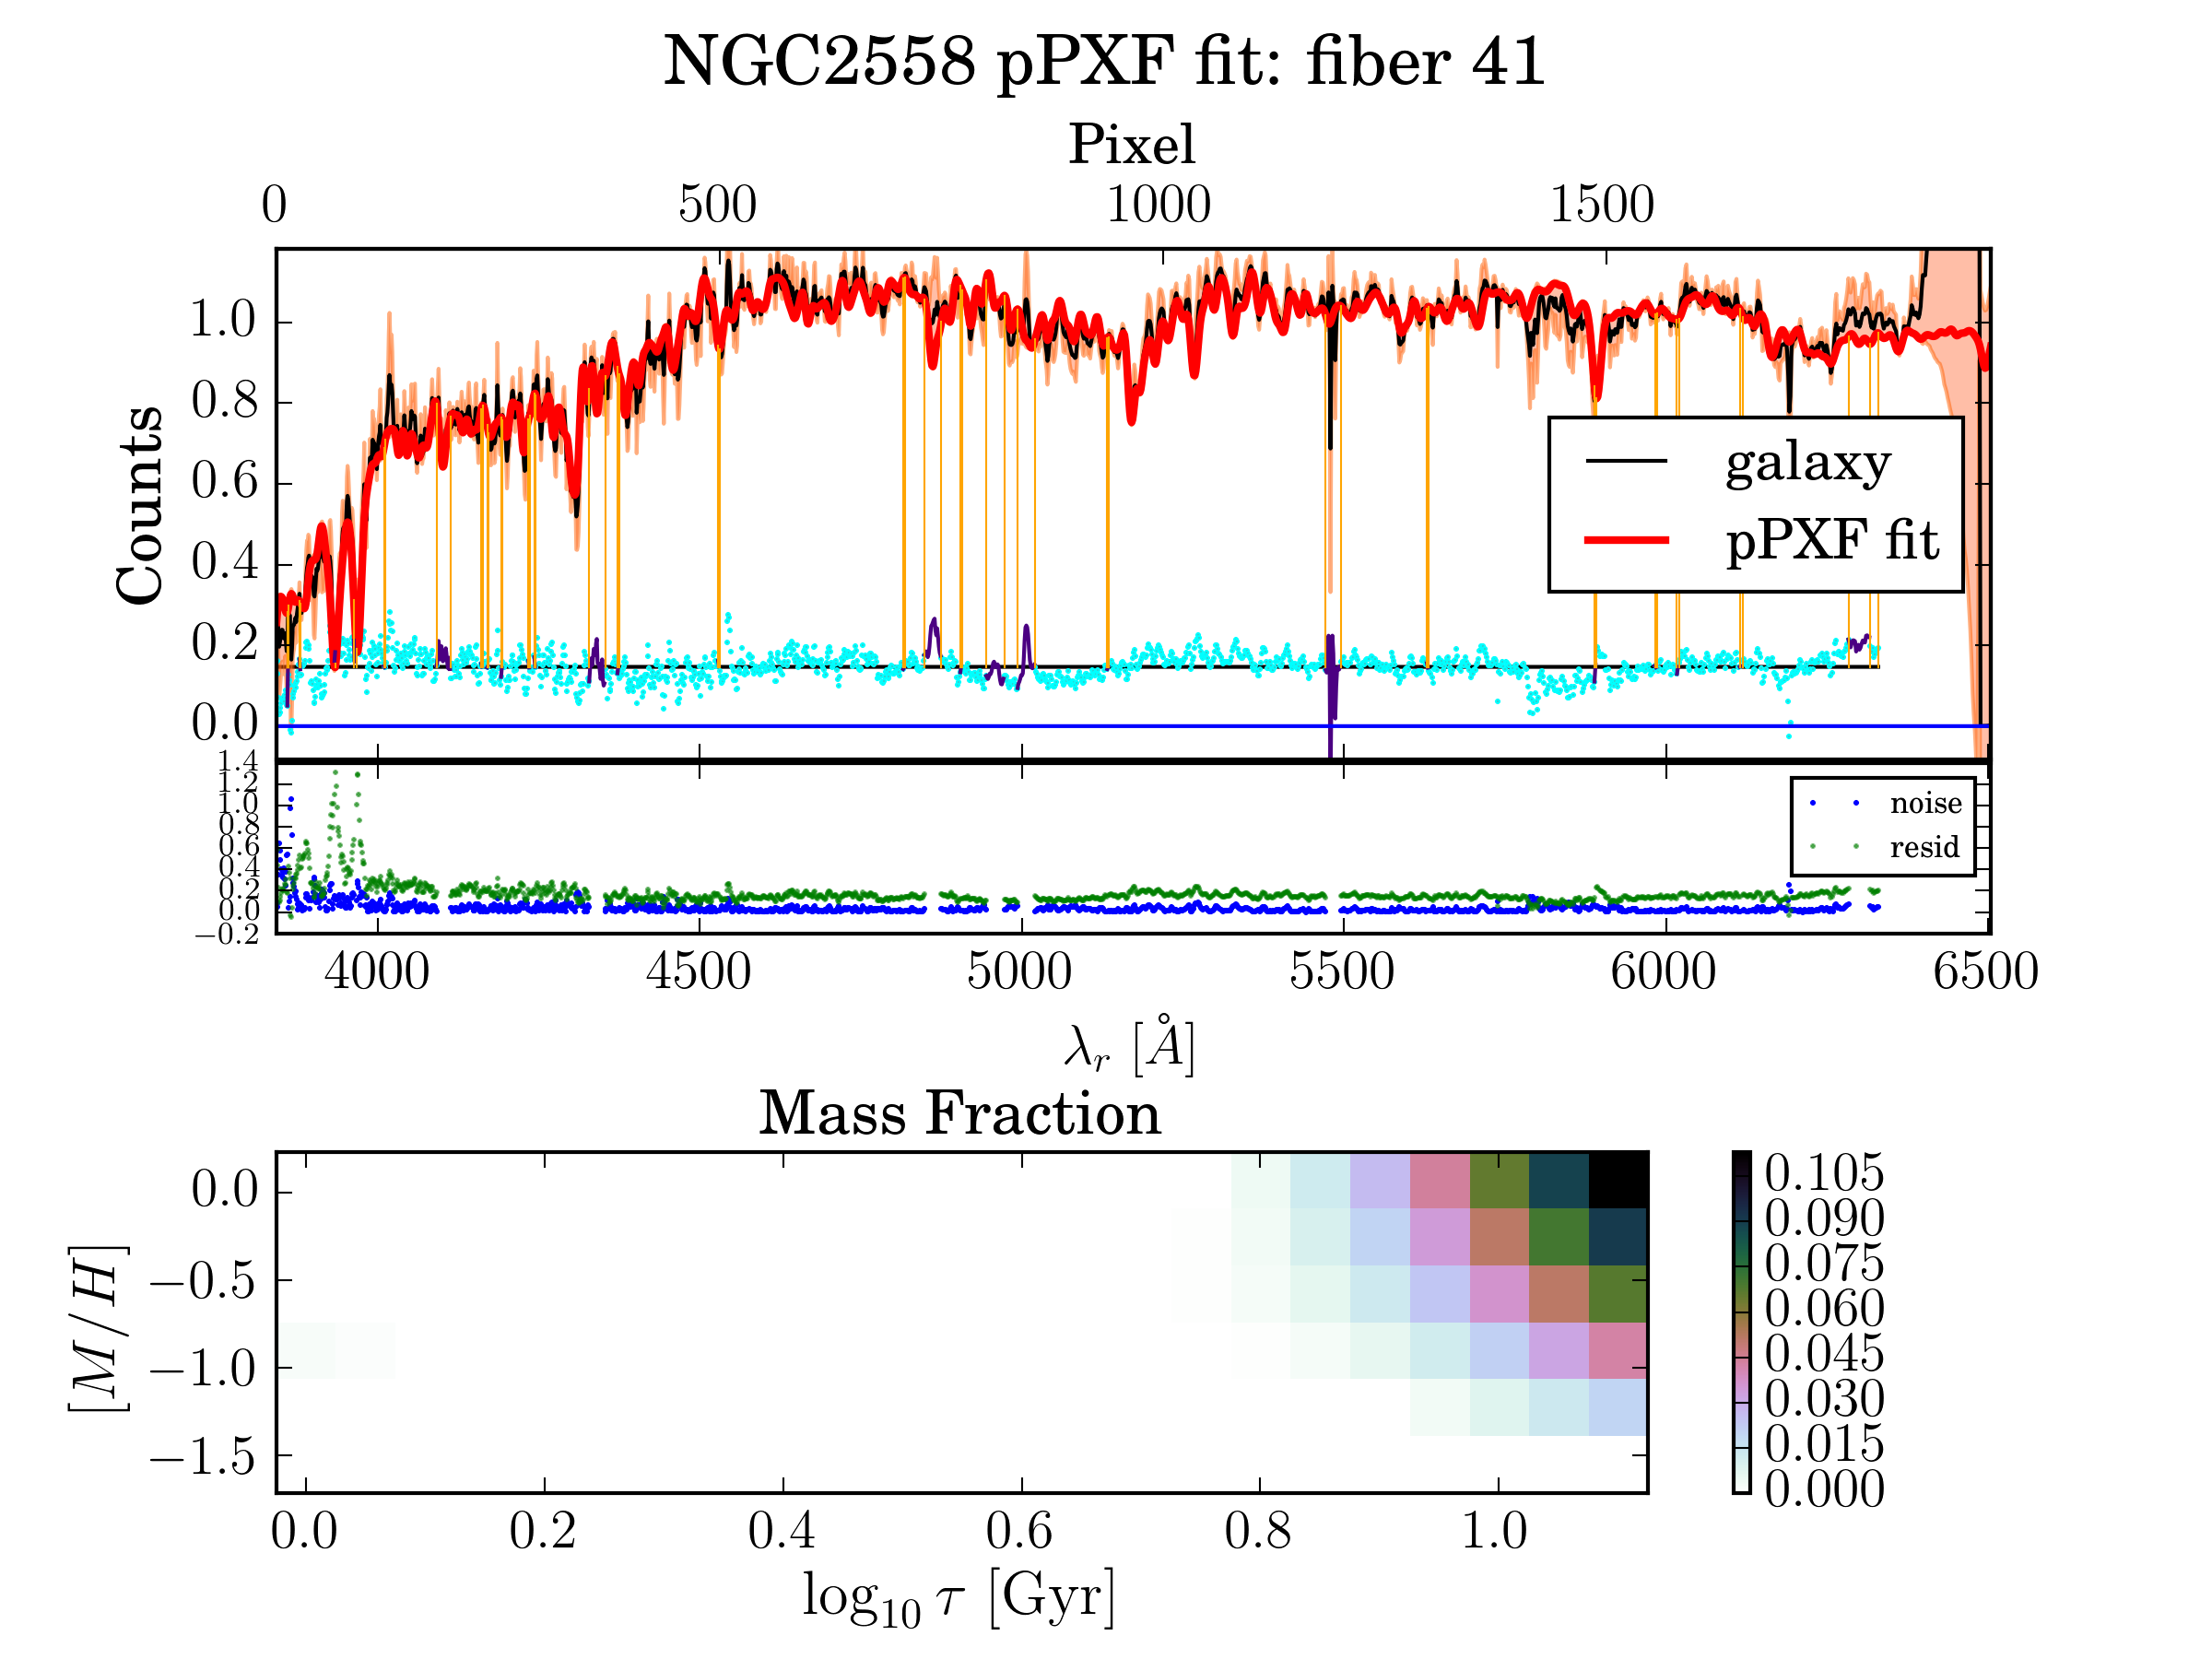 NGC2558 pPXF fit: fiber 41
Pixel
0 500 1000 1500
Counts
1.0
0.8
0.6
0.4
0.2
0.0
galaxy
pPXF fit
1.4
1.2
1.0
0.8
0.6
0.4
0.2
0.0
−0.2
noise
resid
4000 4500 5000 5500 6000 6500
λr [Å]
Mass Fraction
[M/H]
0.0
−0.5
−1.0
−1.5
0.0 0.2 0.4 0.6 0.8 1.0
log10 τ [Gyr]
0.105
0.090
0.075
0.060
0.045
0.030
0.015
0.000